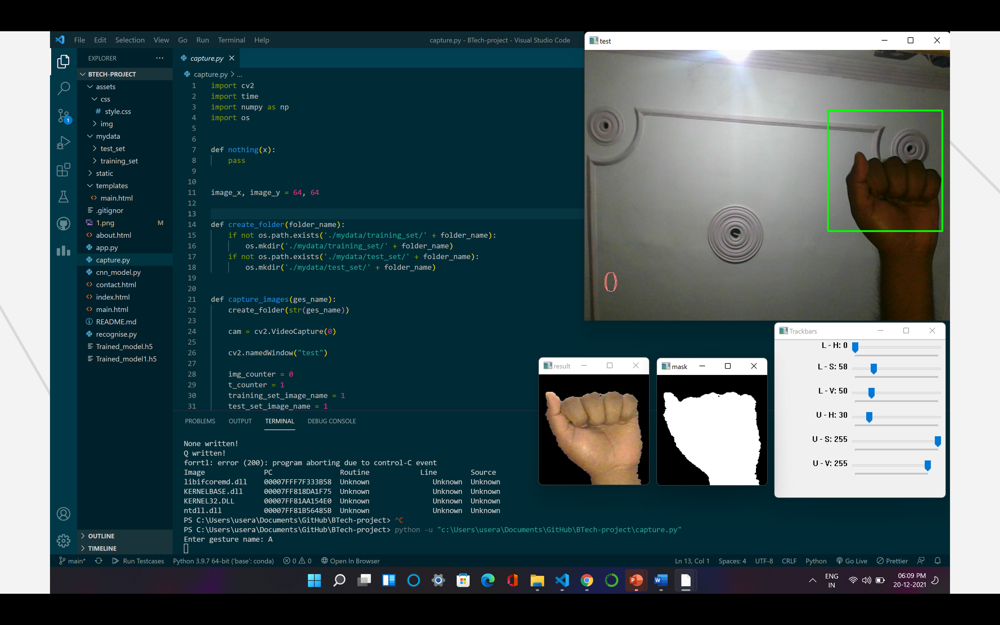 File Edit Selection View Go Run Terminal Help
capture.py - BTech-project - Visual Studio Code
EXPLORER ···
BTECH-PROJECT
assets
css
# style.css
img
mydata
test_set
training_set
static
templates
<> main.html
.gitignor
1.png M
<> about.html
app.py
capture.py
cnn_model.py
<> contact.html
<> index.html
<> main.html
README.md
recognise.py
Trained_model.h5
Trained_model1.h5
OUTLINE
TIMELINE
1
capture.py
capture.py > ...
1 import cv2
2 import time
3 import numpy as np
4 import os
5
6
7 def nothing(x):
8 pass
9
10
11 image_x, image_y = 64, 64
12
13
14 def create_folder(folder_name):
15 if not os.path.exists('./mydata/training_set/' + folder_name):
16 os.mkdir('./mydata/training_set/' + folder_name)
17 if not os.path.exists('./mydata/test_set/' + folder_name):
18 os.mkdir('./mydata/test_set/' + folder_name)
19
20
21 def capture_images(ges_name):
22 create_folder(str(ges_name))
23
24 cam = cv2.VideoCapture(0)
25
26 cv2.namedWindow("test")
27
28 img_counter = 0
29 t_counter = 1
30 training_set_image_name = 1
31 test_set_image_name = 1
PROBLEMS OUTPUT TERMINAL DEBUG CONSOLE
None written!
Q written!
forrtl: error (200): program aborting due to control-C event
Image PC Routine Line Source
libifcoremd.dll 00007FFF7F333B58 Unknown Unknown Unknown
KERNELBASE.dll 00007FF818DA1F75 Unknown Unknown Unknown
KERNEL32.DLL 00007FF81AA154E0 Unknown Unknown Unknown
ntdll.dll 00007FF81B56485B Unknown Unknown Unknown
PS C:\Users\usera\Documents\GitHub\BTech-project> ^C
PS C:\Users\usera\Documents\GitHub\BTech-project> python -u "c:\Users\usera\Documents\GitHub\BTech-project\capture.py"
Enter gesture name: A
test
0
result
mask
Trackbars
L - H: 0
L - S: 58
L - V: 50
U - H: 30
U - S: 255
U - V: 255
main* Run Testcases Python 3.9.7 64-bit ('base': conda) 0 0 Open In Browser
Ln 13, Col 1 Spaces: 4 UTF-8 CRLF Python Go Live Prettier
P
W
ENG
IN
06:09 PM
20-12-2021